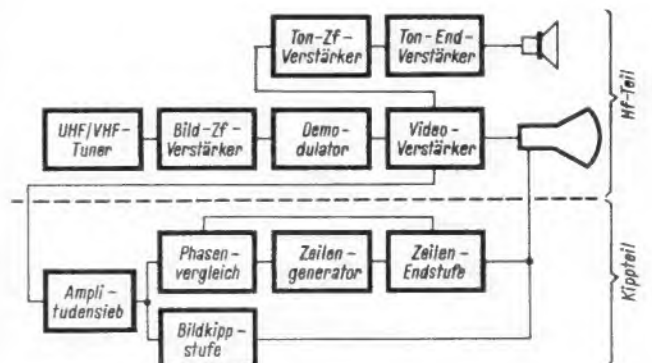 Ton-Zf-
Verstärker
Ton-End-
Verstärker
UHF/VHF-
Tuner
Bild-Zf-
Verstärker
Demo-
dulator
Video-
Verstärker
Hf-Teil
Phasen-
vergleich
Zeilen-
generator
Zeilen-
Endstufe
Ampli-
tudensieb
Bildkipp-
stufe
Kippteil